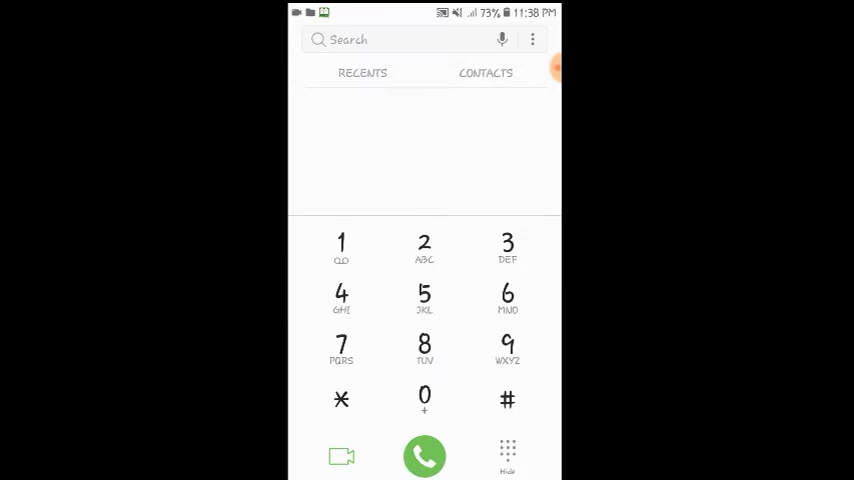 73% 11:38 PM
Search
RECENTS CONTACTS
1 2 3
ABC DEF
4 5 6
GHI JKL MNO
7 8 9
PQRS TUV WXYZ
* 0 #
+
Hide